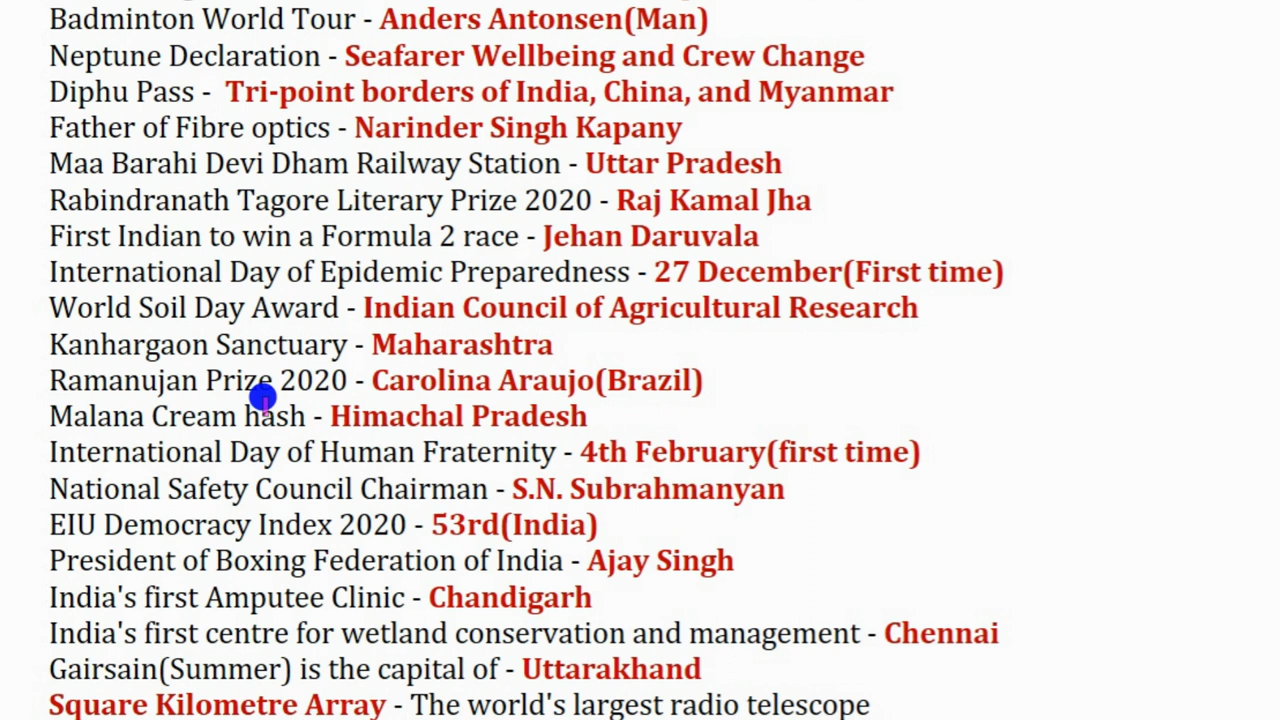 Badminton World Tour - Anders Antonsen(Man)
Neptune Declaration - Seafarer Wellbeing and Crew Change
Diphu Pass - Tri-point borders of India, China, and Myanmar
Father of Fibre optics - Narinder Singh Kapany
Maa Barahi Devi Dham Railway Station - Uttar Pradesh
Rabindranath Tagore Literary Prize 2020 - Raj Kamal Jha
First Indian to win a Formula 2 race - Jehan Daruvala
International Day of Epidemic Preparedness - 27 December(First time)
World Soil Day Award - Indian Council of Agricultural Research
Kanhargaon Sanctuary - Maharashtra
Ramanujan Prize 2020 - Carolina Araujo(Brazil)
Malana Cream hash - Himachal Pradesh
International Day of Human Fraternity - 4th February(first time)
National Safety Council Chairman - S.N. Subrahmanyan
EIU Democracy Index 2020 - 53rd(India)
President of Boxing Federation of India - Ajay Singh
India's first Amputee Clinic - Chandigarh
India's first centre for wetland conservation and management - Chennai
Gairsain(Summer) is the capital of - Uttarakhand
Square Kilometre Array - The world's largest radio telescope